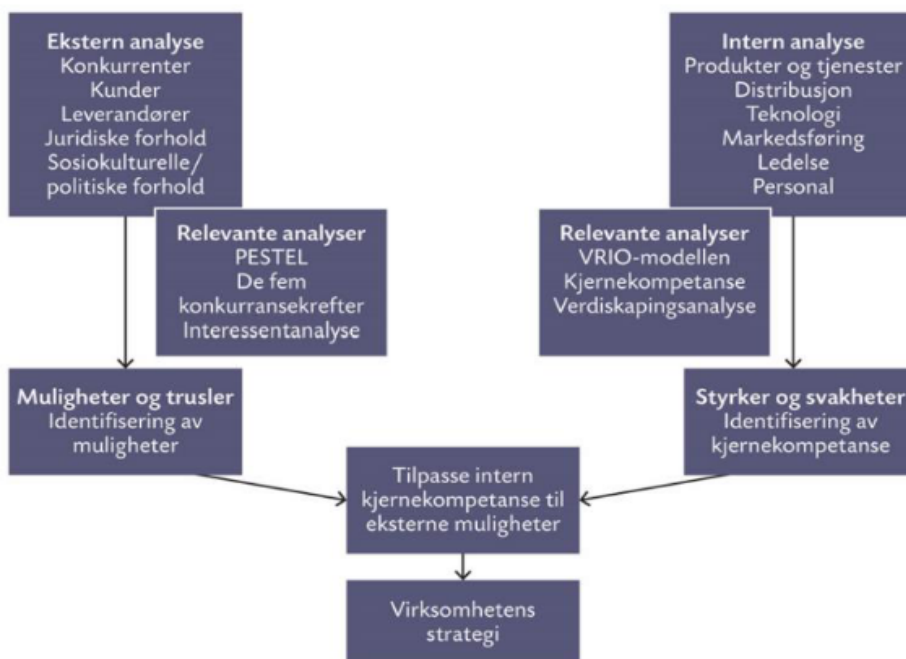 Ekstern analyse
Konkurrenter
Kunder
Leverandører
Juridiske forhold
Sosiokulturelle/
politiske forhold
Intern analyse
Produkter og tjenester
Distribusjon
Teknologi
Markedsføring
Ledelse
Personal
Relevante analyser
PESTEL
De fem
konkurransekrefter
Interessentanalyse
Relevante analyser
VRIO-modellen
Kjernekompetanse
Verdiskapingsanalyse
Muligheter og trusler
Identifisering av
muligheter
Styrker og svakheter
Identifisering av
kjernekompetanse
Tilpasse intern
kjernekompetanse til
eksterne muligheter
Virksomhetens
strategi